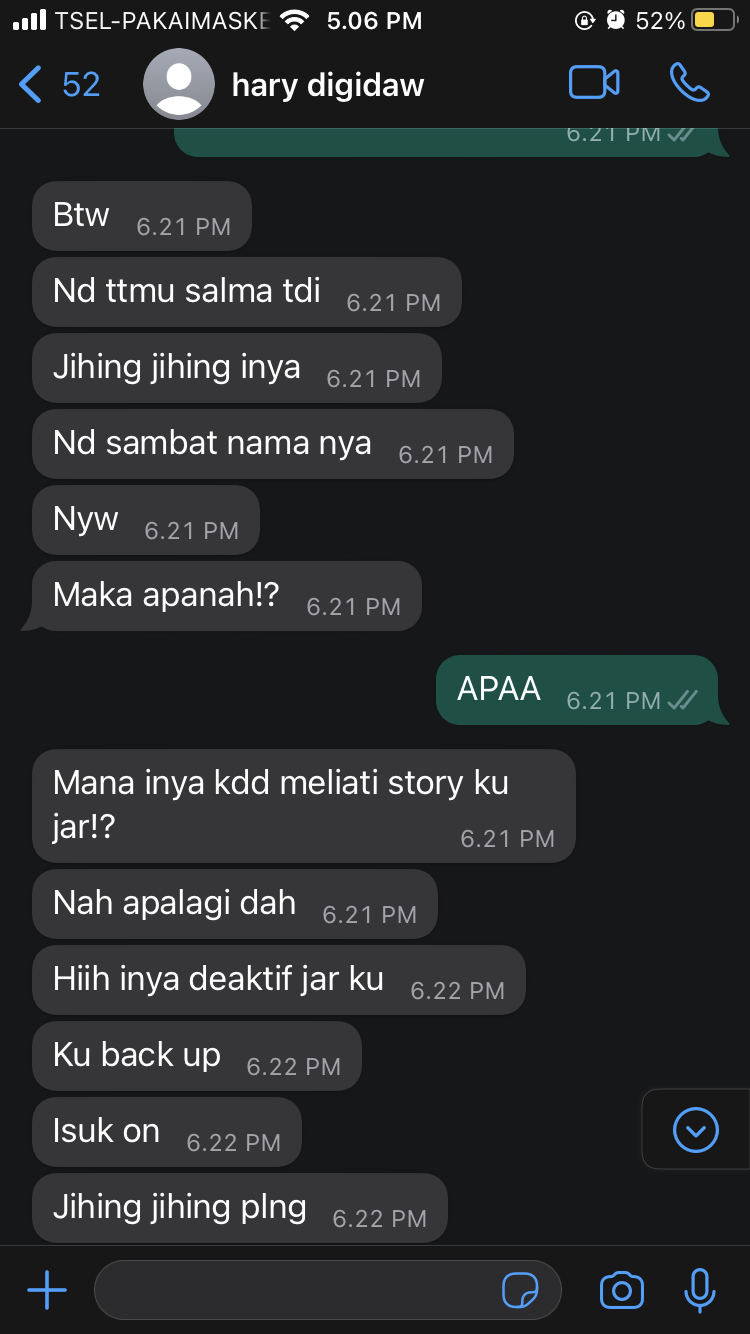 TSEL-PAKAIMASKE 5.06 PM 52%
52 hary digidaw
6.21 PM
Btw 6.21 PM
Nd ttmu salma tdi 6.21 PM
Jihing jihing inya 6.21 PM
Nd sambat nama nya 6.21 PM
Nyw 6.21 PM
Maka apanah!? 6.21 PM
APAA 6.21 PM
Mana inya kdd meliati story ku
jar!? 6.21 PM
Nah apalagi dah 6.21 PM
Hiih inya deaktif jar ku 6.22 PM
Ku back up 6.22 PM
Isuk on 6.22 PM
Jihing jihing plng 6.22 PM